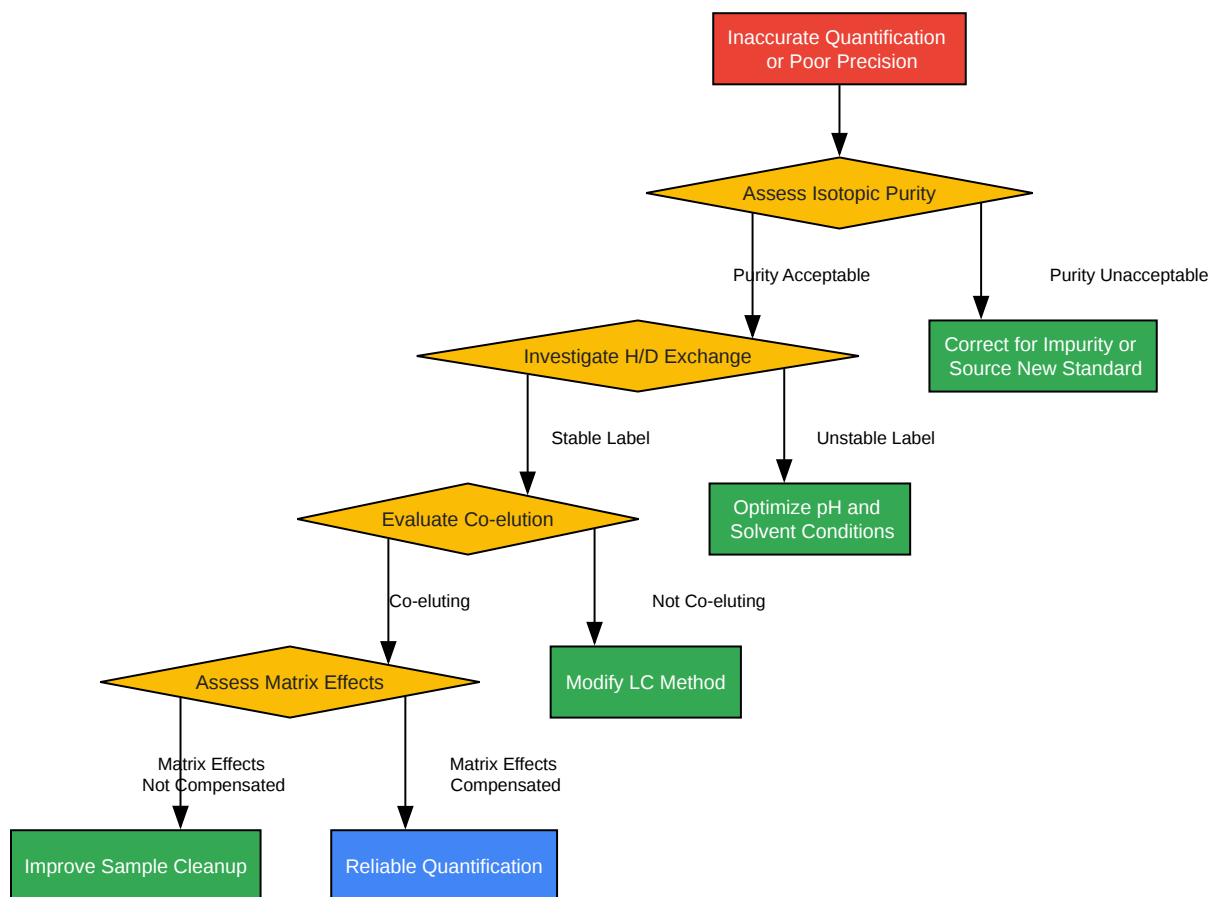 Inaccurate Quantification
or Poor Precision
Assess Isotopic Purity
Purity Acceptable
Purity Unacceptable
Investigate H/D Exchange
Correct for Impurity or
Source New Standard
Stable Label
Unstable Label
Evaluate Co-elution
Optimize pH and
Solvent Conditions
Co-eluting
Not Co-eluting
Assess Matrix Effects
Modify LC Method
Matrix Effects
Not Compensated
Matrix Effects
Compensated
Improve Sample Cleanup
Reliable Quantification